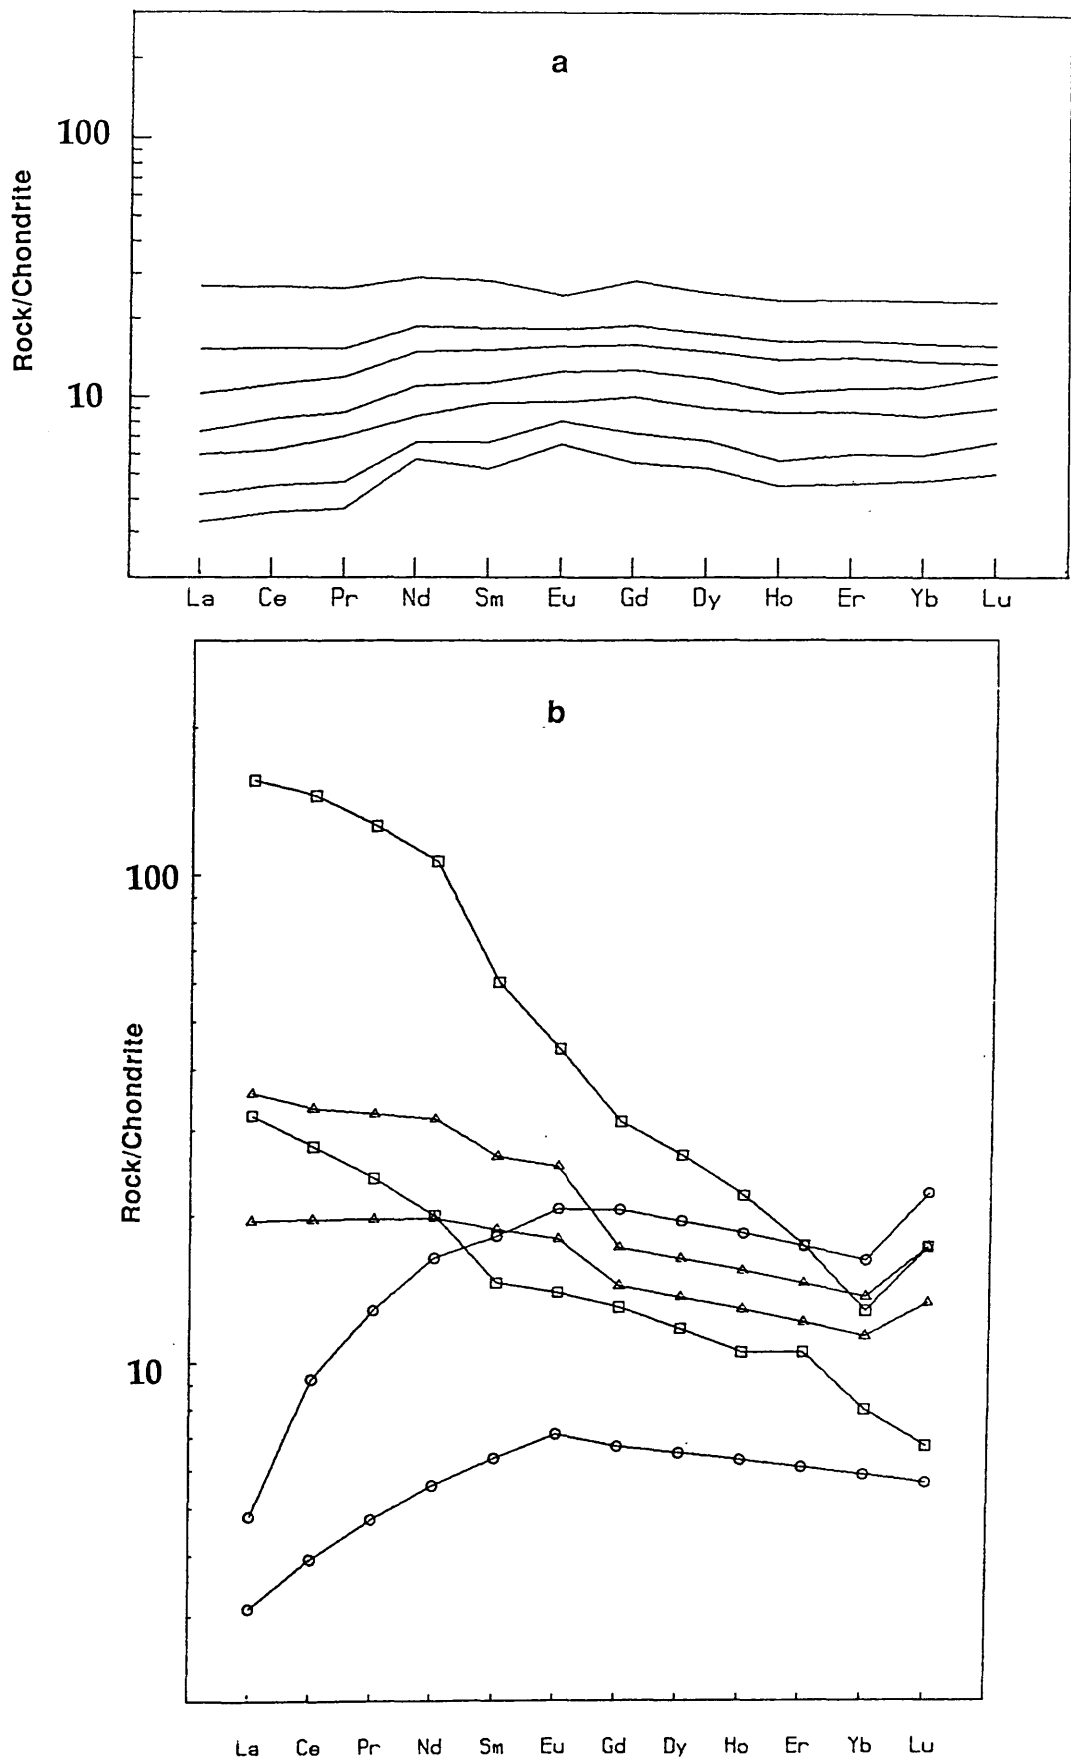 a
100
10
Rock/Chondrite
La Ce Pr Nd Sm Eu Gd Dy Ho Er Yb Lu
b
100
10
Rock/Chondrite
La Ce Pr Nd Sm Eu Gd Dy Ho Er Yb Lu